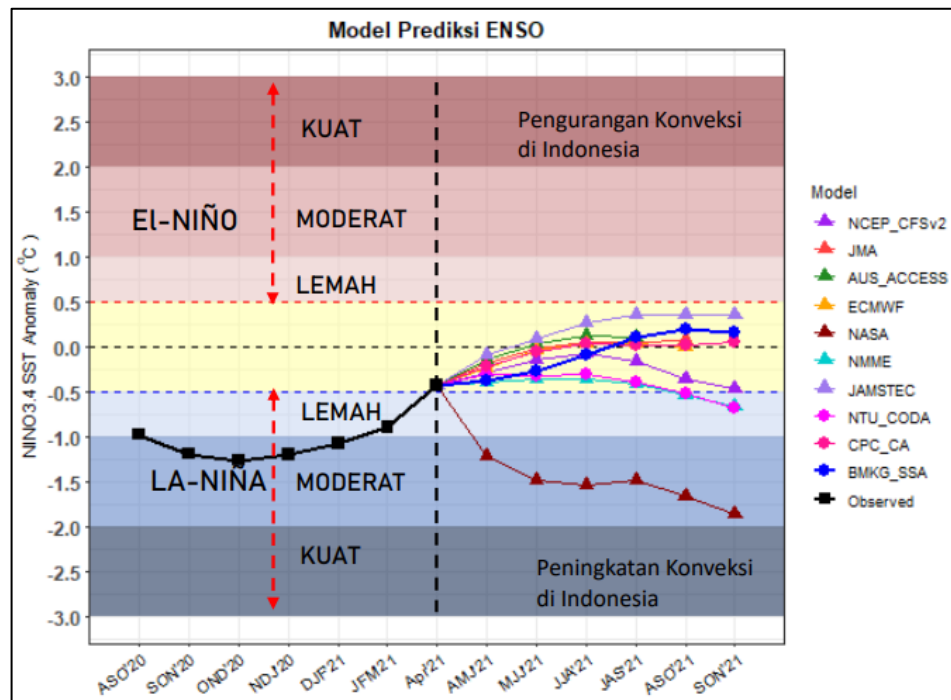 Model Prediksi ENSO
NINO3.4 SST Anomaly (°C)
3.0
2.5
2.0
1.5
1.0
0.5
0.0
-0.5
-1.0
-1.5
-2.0
-2.5
-3.0
KUAT
Pengurangan Konveksi
di Indonesia
El-NIÑO
MODERAT
LEMAH
LEMAH
LA-NIÑA
MODERAT
KUAT
Peningkatan Konveksi
di Indonesia
ASO'20
SON'20
OND'20
NDJ'20
DJF'21
JFM'21
Apr'21
AMJ'21
MJJ'21
JJA'21
JAS'21
ASO'21
SON'21
Model
NCEP_CFSv2
JMA
AUS_ACCESS
ECMWF
NASA
NMME
JAMSTEC
NTU_CODA
CPC_CA
BMKG_SSA
Observed